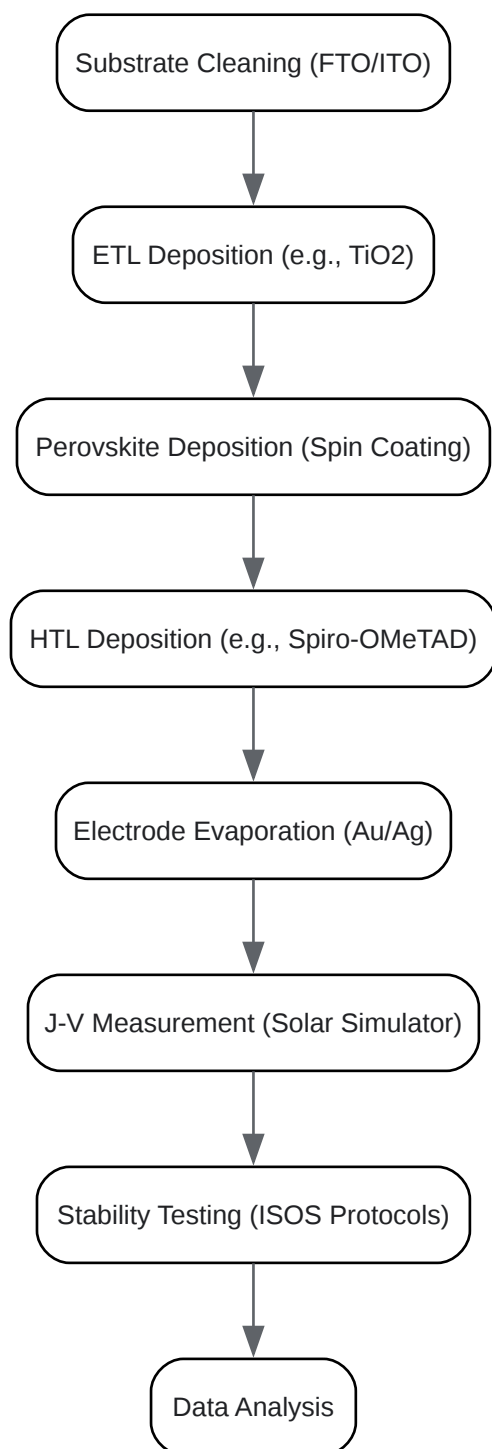 Substrate Cleaning (FTO/ITO)
ETL Deposition (e.g., TiO2)
Perovskite Deposition (Spin Coating)
HTL Deposition (e.g., Spiro-OMeTAD)
Electrode Evaporation (Au/Ag)
J-V Measurement (Solar Simulator)
Stability Testing (ISOS Protocols)
Data Analysis